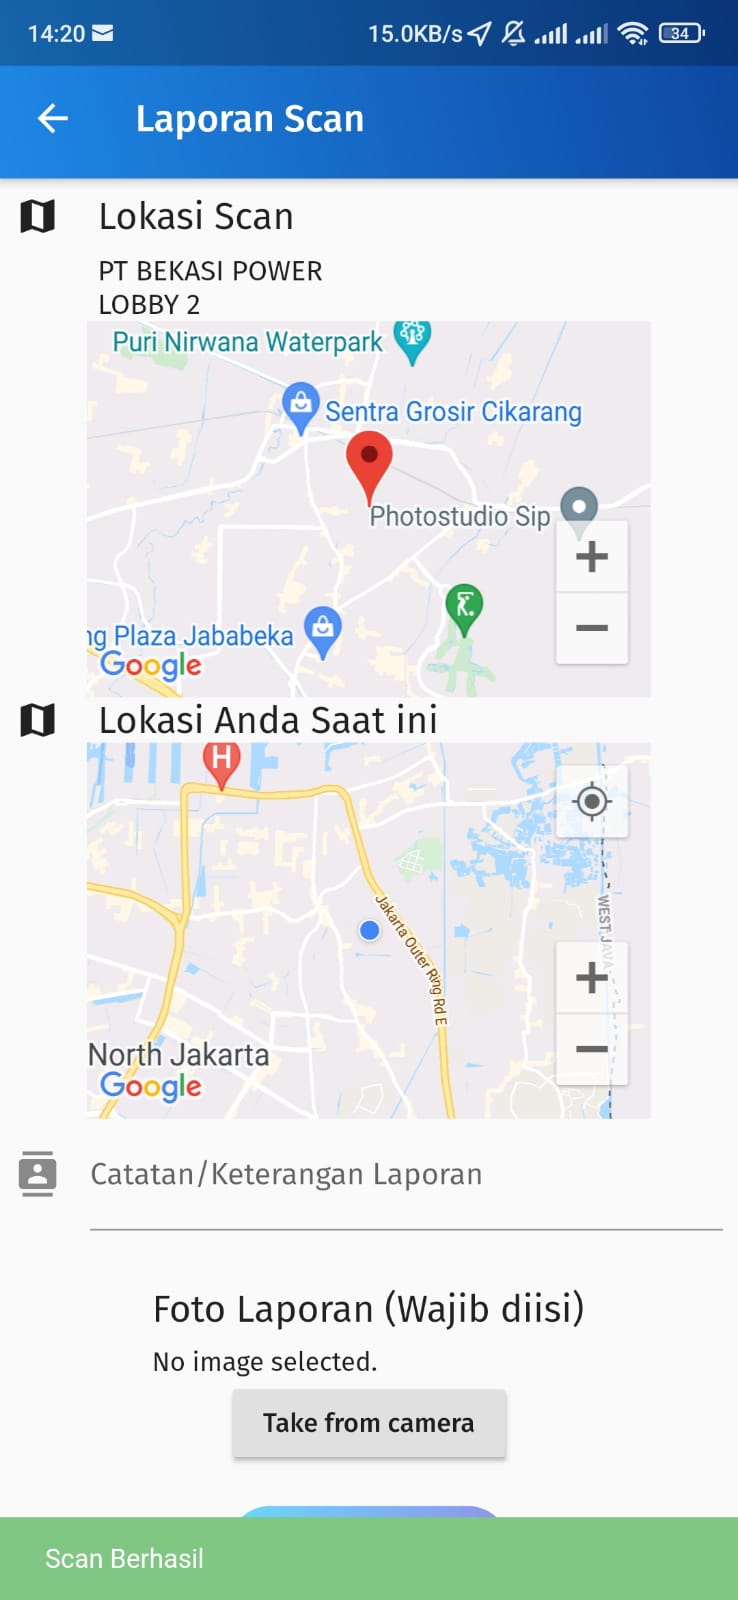 14:20
15.0KB/s
34
Laporan Scan
Lokasi Scan
PT BEKASI POWER
LOBBY 2
Puri Nirwana Waterpark
Sentra Grosir Cikarang
Photostudio Sip
ng Plaza Jababeka
Google
Lokasi Anda Saat ini
H
Jakarta Outer Ring Rd E
WEST JAVA
North Jakarta
Google
Catatan/Keterangan Laporan
Foto Laporan (Wajib diisi)
No image selected.
Take from camera
Scan Berhasil